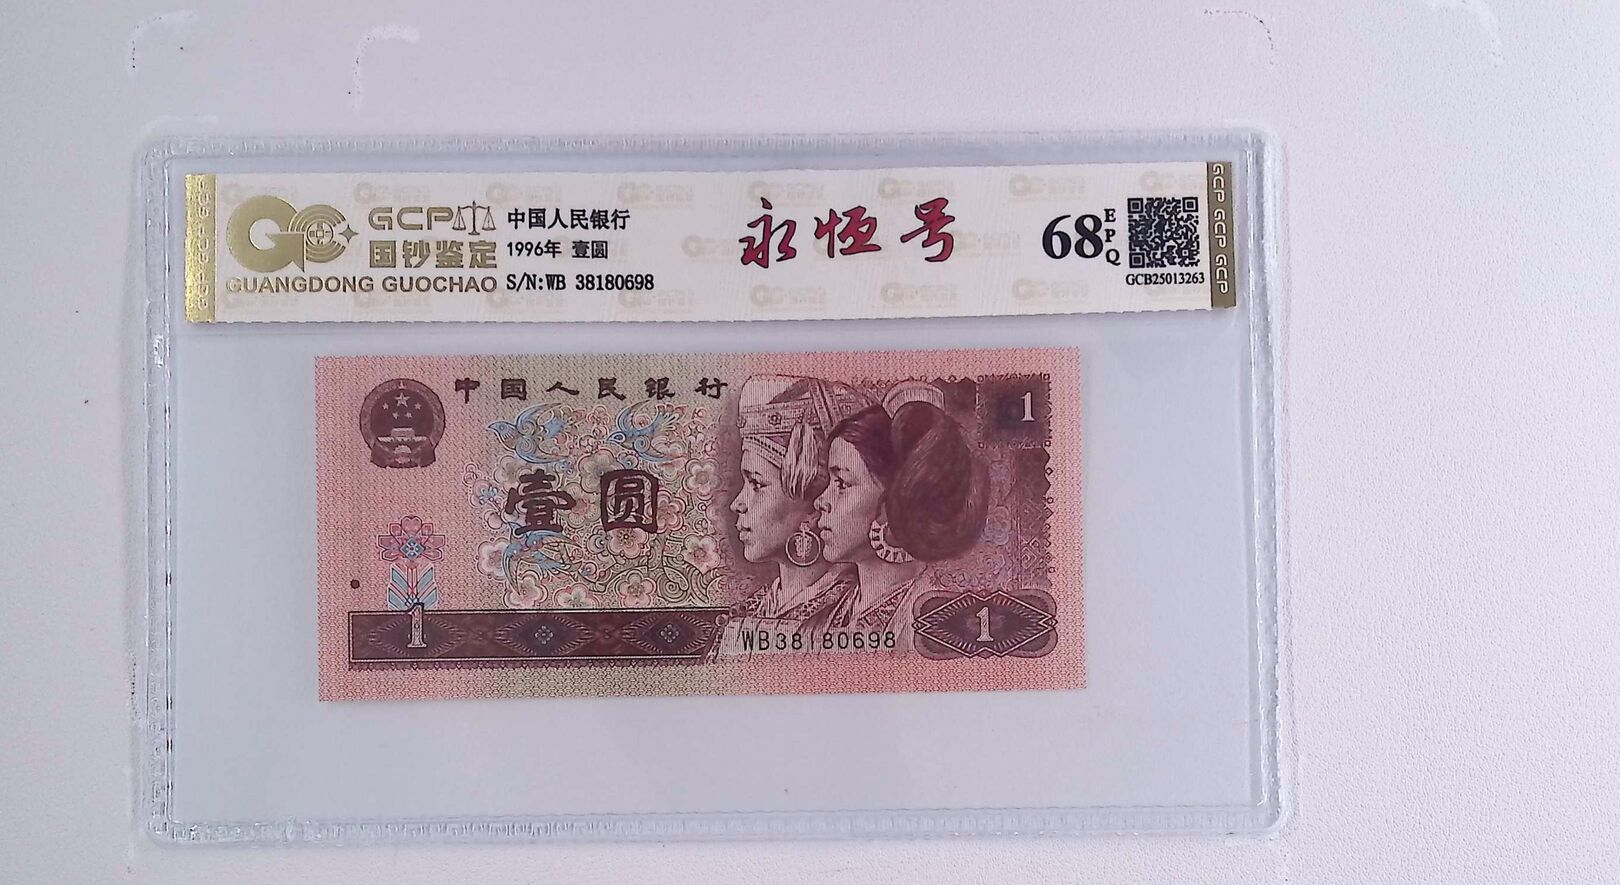 GCP
国钞鉴定
GUANGDONG GUOCHAO
中国人民银行
1996年 壹圆
S/N:WB 38180698
永恒号
68 EPQ
GCB25013263
GCP GCP GCP
中国人民银行
1
壹圆
1
WB38180698
1